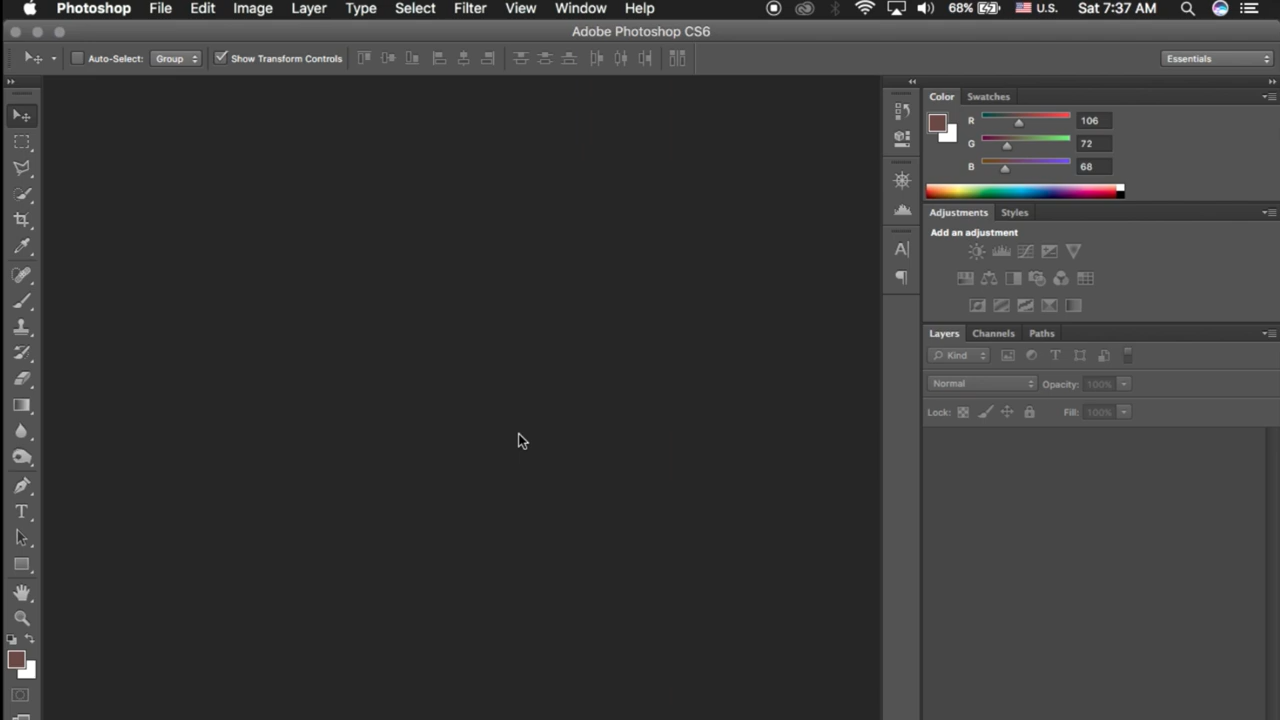 Photoshop File Edit Image Layer Type Select Filter View Window Help 68% U.S. Sat 7:37 AM
Adobe Photoshop CS6
Auto-Select: Group Show Transform Controls Essentials
Color Swatches
R 106
G 72
B 68
Adjustments Styles
Add an adjustment
Layers Channels Paths
Kind
Normal Opacity: 100%
Lock: Fill: 100%